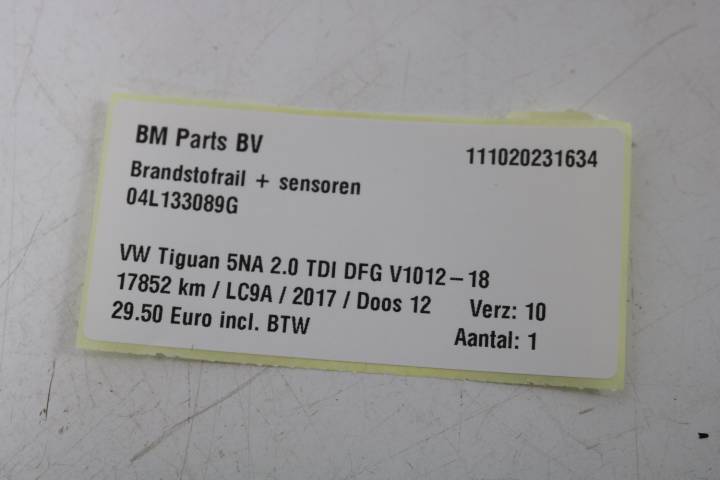 BM Parts BV
111020231634
Brandstofrail + sensoren
04L133089G
VW Tiguan 5NA 2.0 TDI DFG V1012-18
17852 km / LC9A / 2017 / Doos 12 Verz: 10
29.50 Euro incl. BTW Aantal: 1